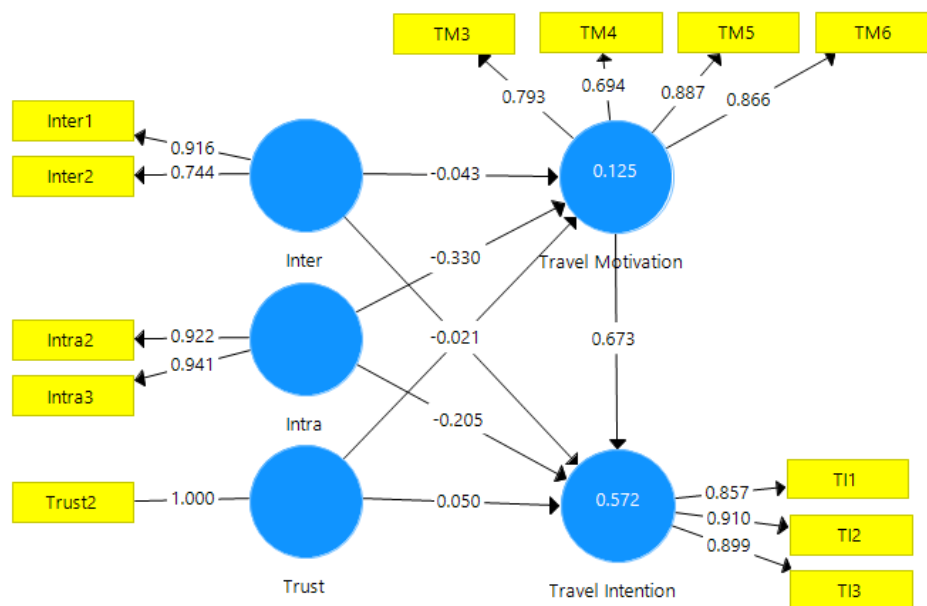 TM3
TM4
TM5
TM6
0.793
0.694
0.887
0.866
Inter1
Inter2
0.916
0.744
-0.043
0.125
Inter
Travel Motivation
-0.330
Intra2
Intra3
0.922
0.941
-0.021
0.673
Intra
-0.205
Trust2
1.000
0.050
0.572
0.857
0.910
0.899
TI1
TI2
TI3
Trust
Travel Intention